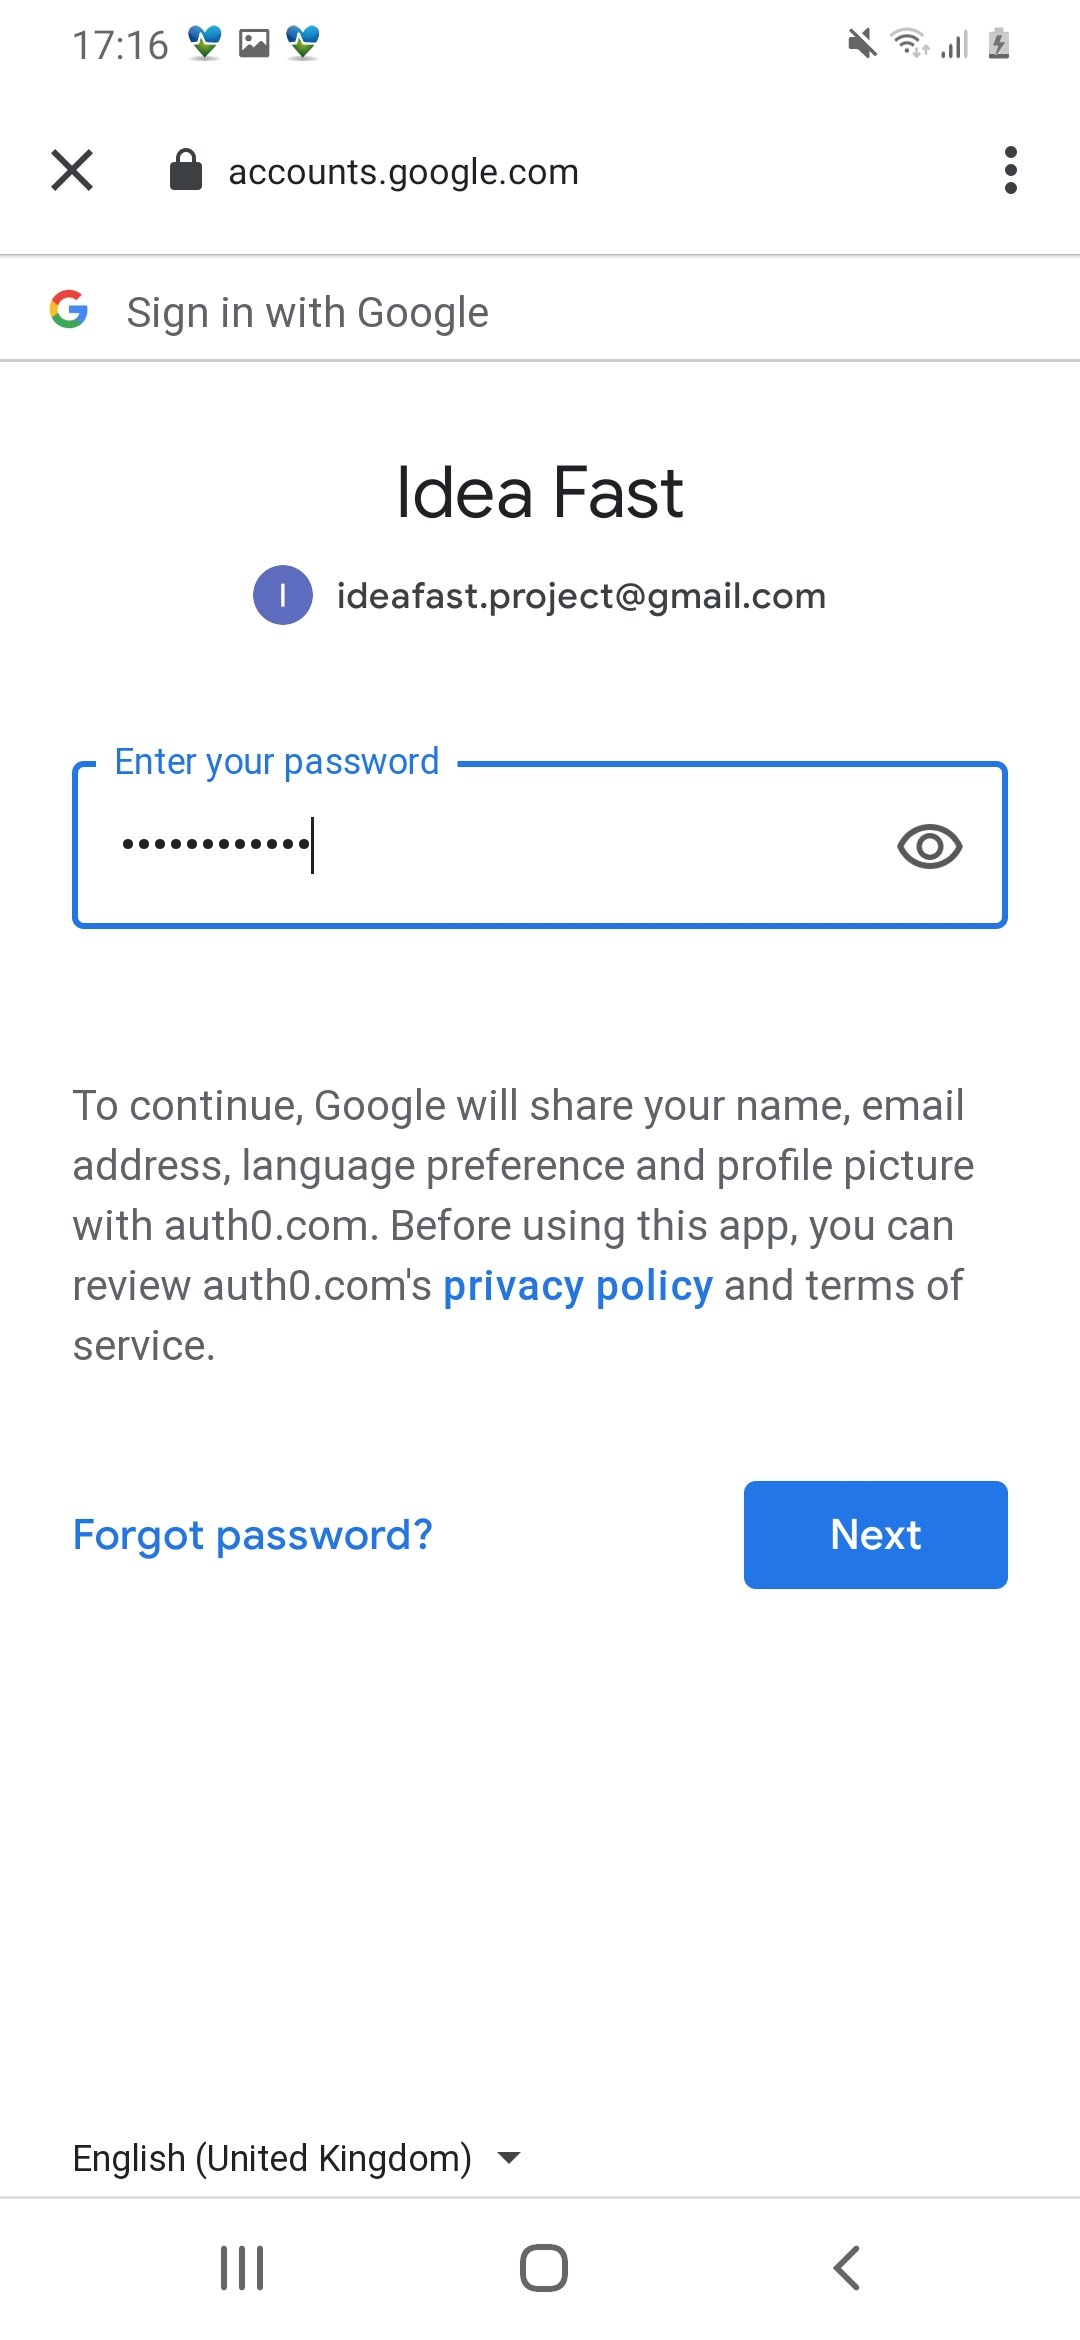 17:16
accounts.google.com
Sign in with Google
Idea Fast
I ideafast.project@gmail.com
Enter your password
••••••••••••
To continue, Google will share your name, email
address, language preference and profile picture
with auth0.com. Before using this app, you can
review auth0.com's privacy policy and terms of
service.
Forgot password? Next
English (United Kingdom)